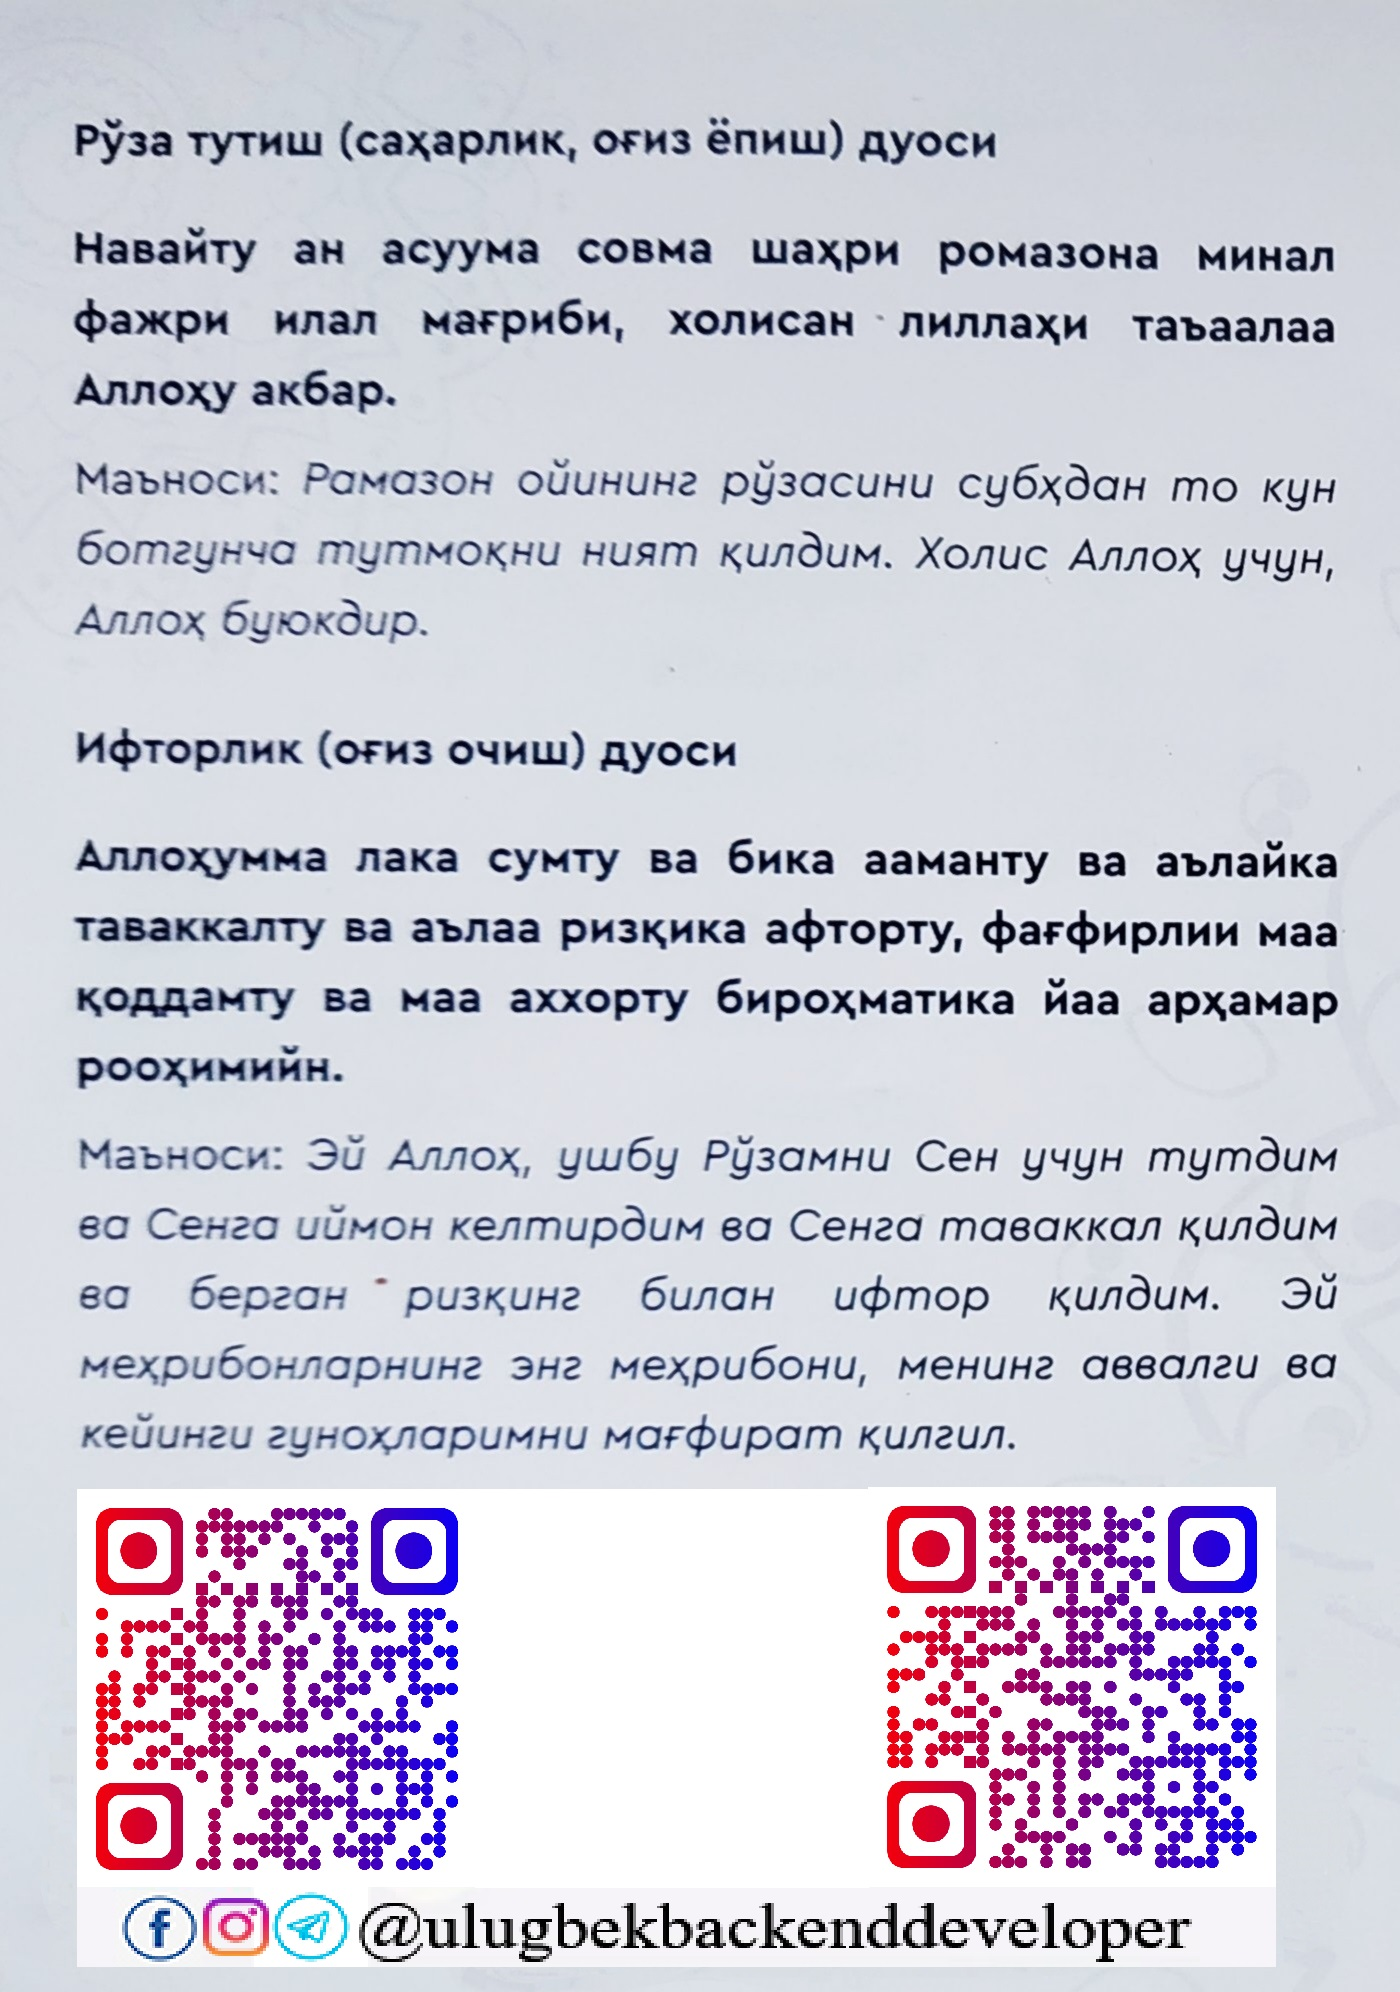 Рўза тутиш (саҳарлик, оғиз ёпиш) дуоси
Навайту ан асуума совма шаҳри ромазона минал
фажри илал мағриби, холисан лиллаҳи таъаалаа
Аллоҳу акбар.
Маъноси: Рамазон ойининг рўзасини субҳдан то кун
ботгунча тутмоқни ният қилдим. Холис Аллоҳ учун,
Аллоҳ буюкдир.
Ифторлик (оғиз очиш) дуоси
Аллоҳумма лака сумту ва бика ааманту ва аълайка
таваккалту ва аълаа ризқика афторту, фағфирлии маа
қоддамту ва маа аххорту бироҳматика йаа арҳамар
рооҳимийн.
Маъноси: Эй Аллоҳ, ушбу Рўзамни Сен учун тутдим
ва Сенга иймон келтирдим ва Сенга таваккал қилдим
ва берган ризқинг билан ифтор қилдим. Эй
меҳрибонларнинг энг меҳрибони, менинг аввалги ва
кейинги гуноҳларимни мағфират қилгил.
@ulugbekbackenddeveloper